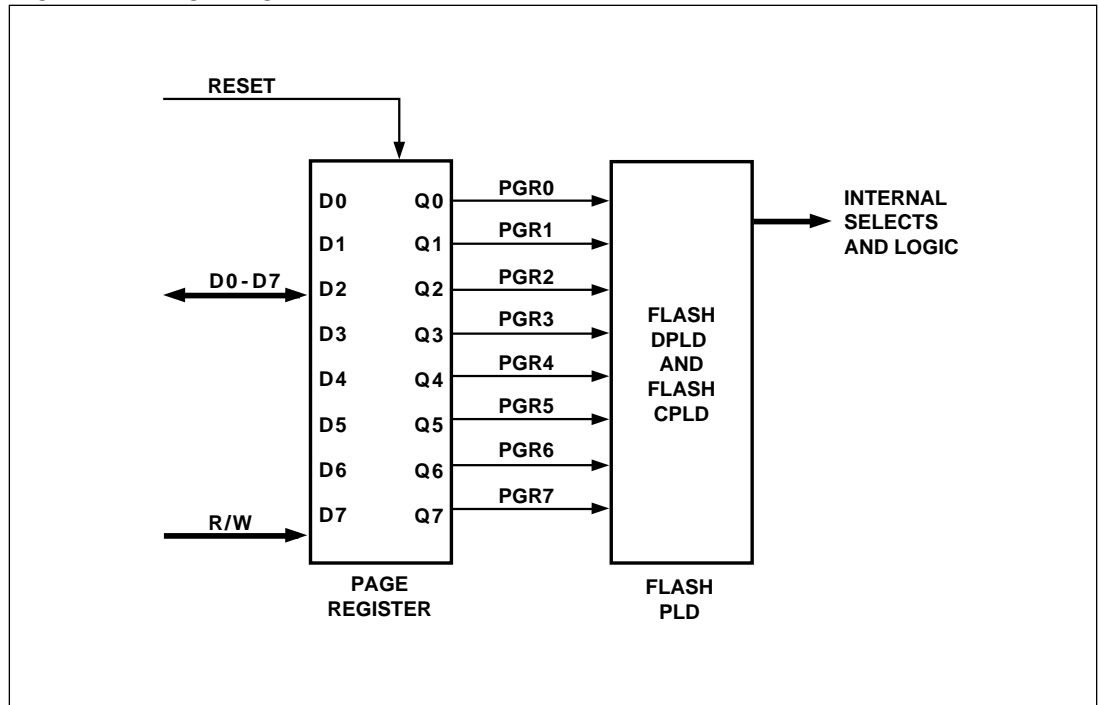 RESET
D0-D7
R/W
D0 Q0
D1 Q1
D2 Q2
D3 Q3
D4 Q4
D5 Q5
D6 Q6
D7 Q7
PAGE
REGISTER
PGR0
PGR1
PGR2
PGR3
PGR4
PGR5
PGR6
PGR7
FLASH
DPLD
AND
FLASH
CPLD
FLASH
PLD
INTERNAL
SELECTS
AND LOGIC